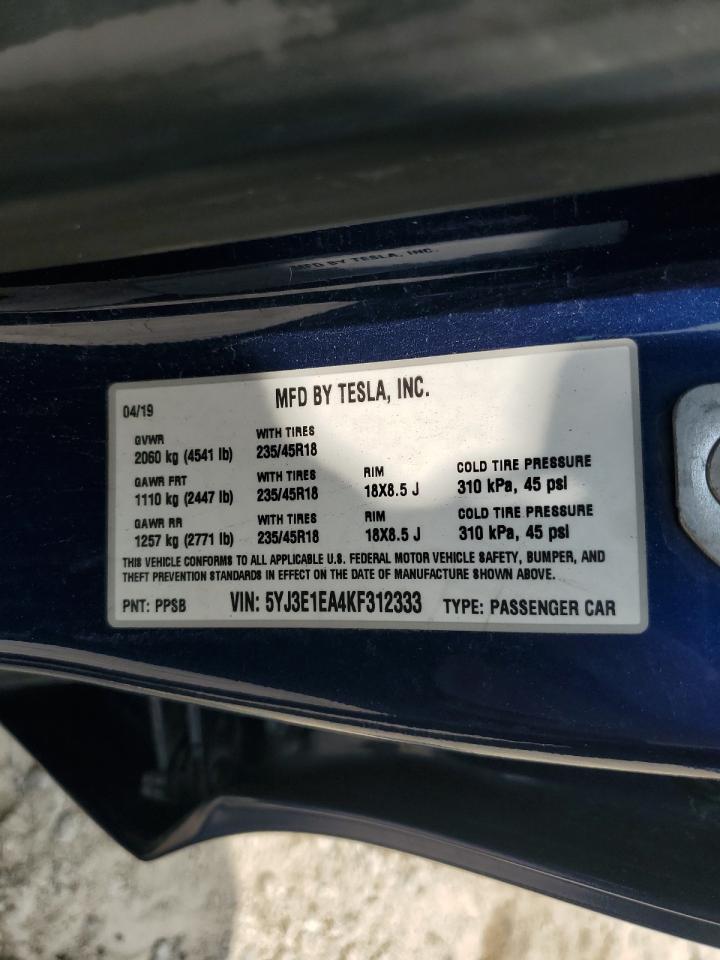 MFD BY TESLA, INC.
MFD BY TESLA, INC.
04/19
GVWR WITH TIRES
2060 kg (4541 lb) 235/45R18
GAWR FRT WITH TIRES RIM COLD TIRE PRESSURE
1110 kg (2447 lb) 235/45R18 18X8.5 J 310 kPa, 45 psi
GAWR RR WITH TIRES RIM COLD TIRE PRESSURE
1257 kg (2771 lb) 235/45R18 18X8.5 J 310 kPa, 45 psi
THIS VEHICLE CONFORMS TO ALL APPLICABLE U.S. FEDERAL MOTOR VEHICLE SAFETY, BUMPER, AND
THEFT PREVENTION STANDARDS IN EFFECT ON THE DATE OF MANUFACTURE SHOWN ABOVE.
PNT: PPSB VIN: 5YJ3E1EA4KF312333 TYPE: PASSENGER CAR